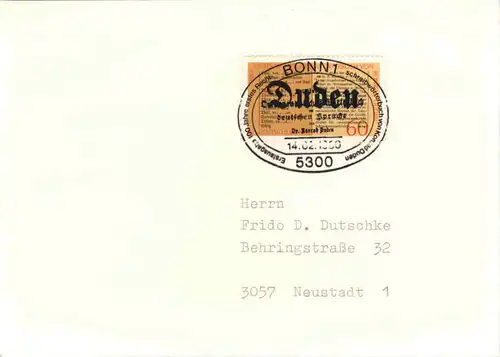 BONN 1
Duden
deutschen Sprache
Dr. Konrad Duden
60
14.02.1980
5300
Herrn
Frido D. Dutschke
Behringstraße 32
3057 Neustadt 1